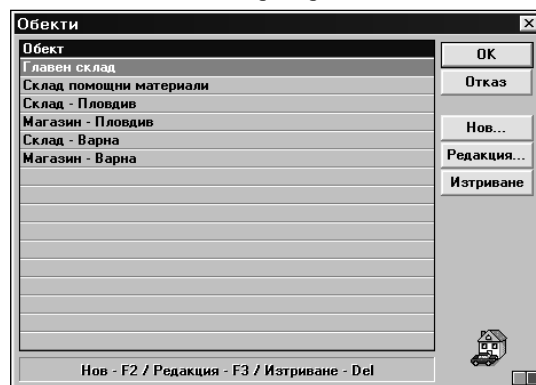 Обекти
Обект
Главен склад
Склад помощни материали
Склад - Пловдив
Магазин - Пловдив
Склад - Варна
Магазин - Варна
OK
Отказ
Нов...
Редакция...
Изтриване
Нов - F2 / Редакция - F3 / Изтриване - Del